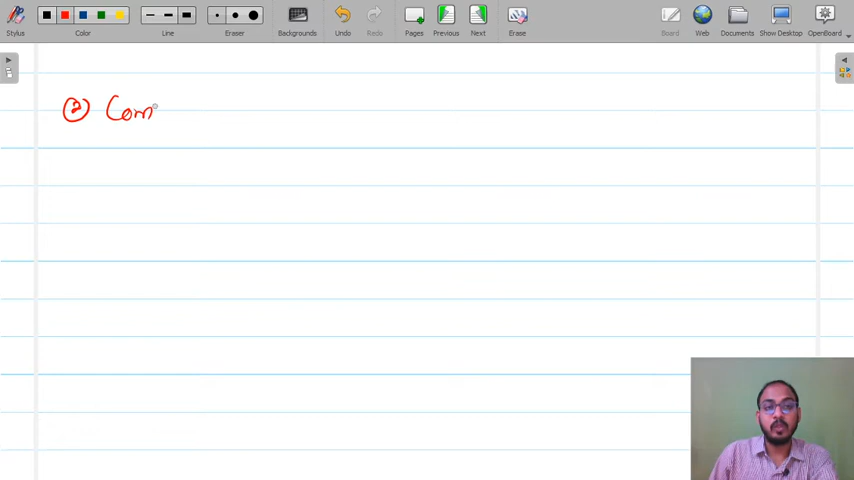 Stylus
Color
Line
Eraser
Backgrounds
Undo
Redo
Pages
Previous
Next
Erase
Board
Web
Documents
Show Desktop
OpenBoard
② Com